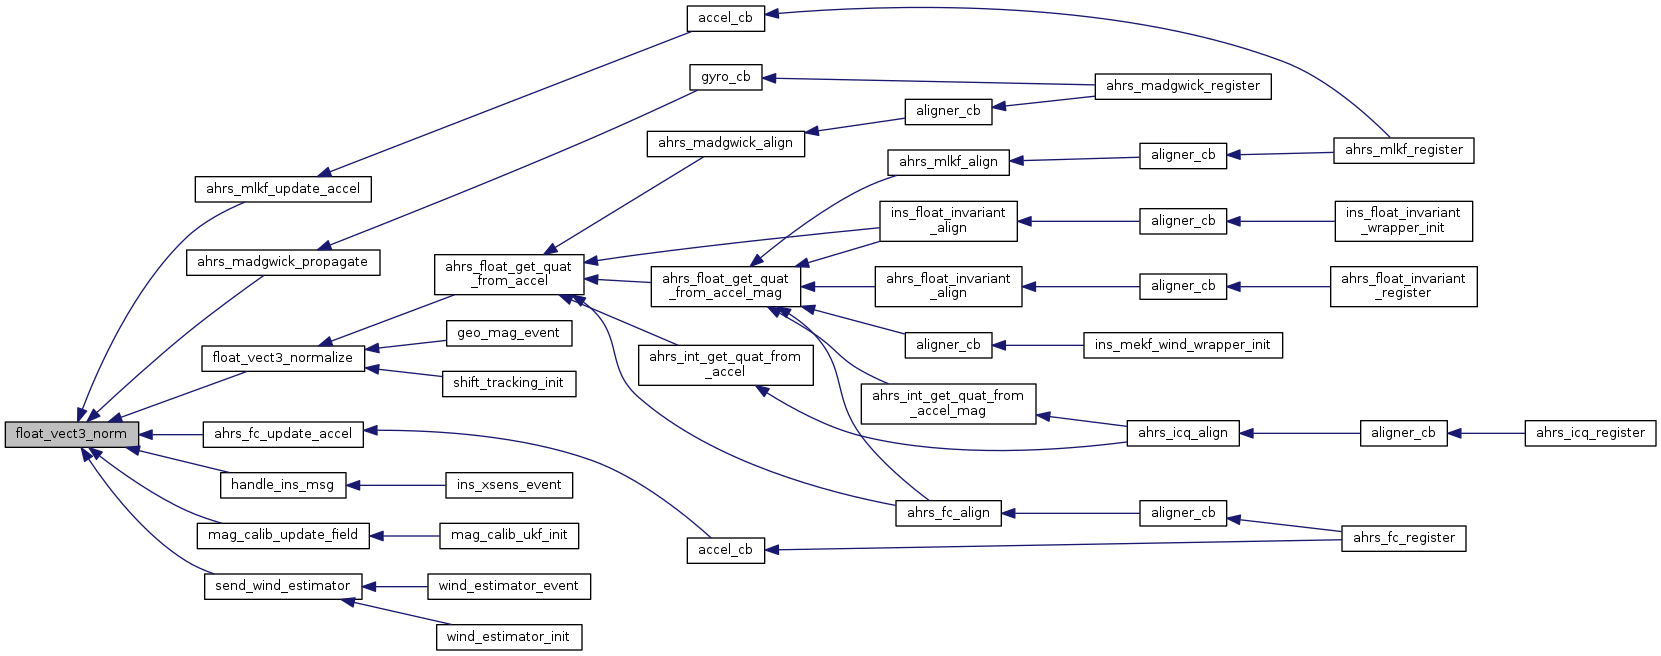 float_vect3_norm
ahrs_mlkf_update_accel
accel_cb
ahrs_mlkf_register
ahrs_madgwick_propagate
gyro_cb
ahrs_madgwick_register
float_vect3_normalize
ahrs_float_get_quat
_from_accel
ahrs_madgwick_align
aligner_cb
ahrs_float_get_quat
_from_accel_mag
ahrs_mlkf_align
aligner_cb
ins_float_invariant
_align
aligner_cb
ins_float_invariant
_wrapper_init
ahrs_float_invariant
_align
aligner_cb
ahrs_float_invariant
_register
aligner_cb
ins_mekf_wind_wrapper_init
ahrs_int_get_quat_from
_accel_mag
ahrs_icq_align
aligner_cb
ahrs_icq_register
ahrs_fc_align
aligner_cb
ahrs_fc_register
ahrs_int_get_quat_from
_accel
geo_mag_event
shift_tracking_init
ahrs_fc_update_accel
accel_cb
handle_ins_msg
ins_xsens_event
mag_calib_update_field
mag_calib_ukf_init
send_wind_estimator
wind_estimator_event
wind_estimator_init